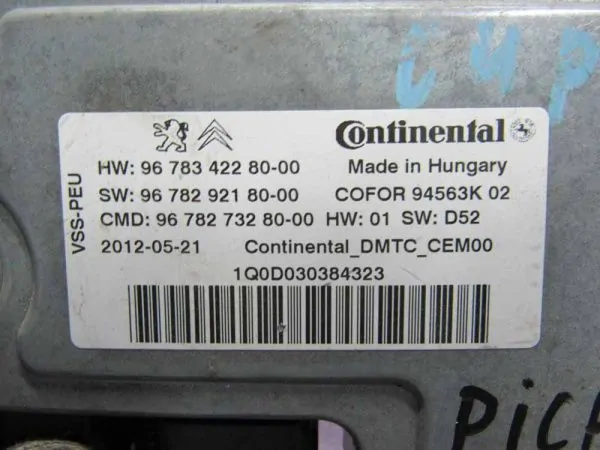 Continental
HW: 96 783 422 80-00 Made in Hungary
SW: 96 782 921 80-00 COFOR 94563K 02
CMD: 96 782 732 80-00 HW: 01 SW: D52
2012-05-21 Continental_DMTC_CEM00
1Q0D030384323
VSS-PEU